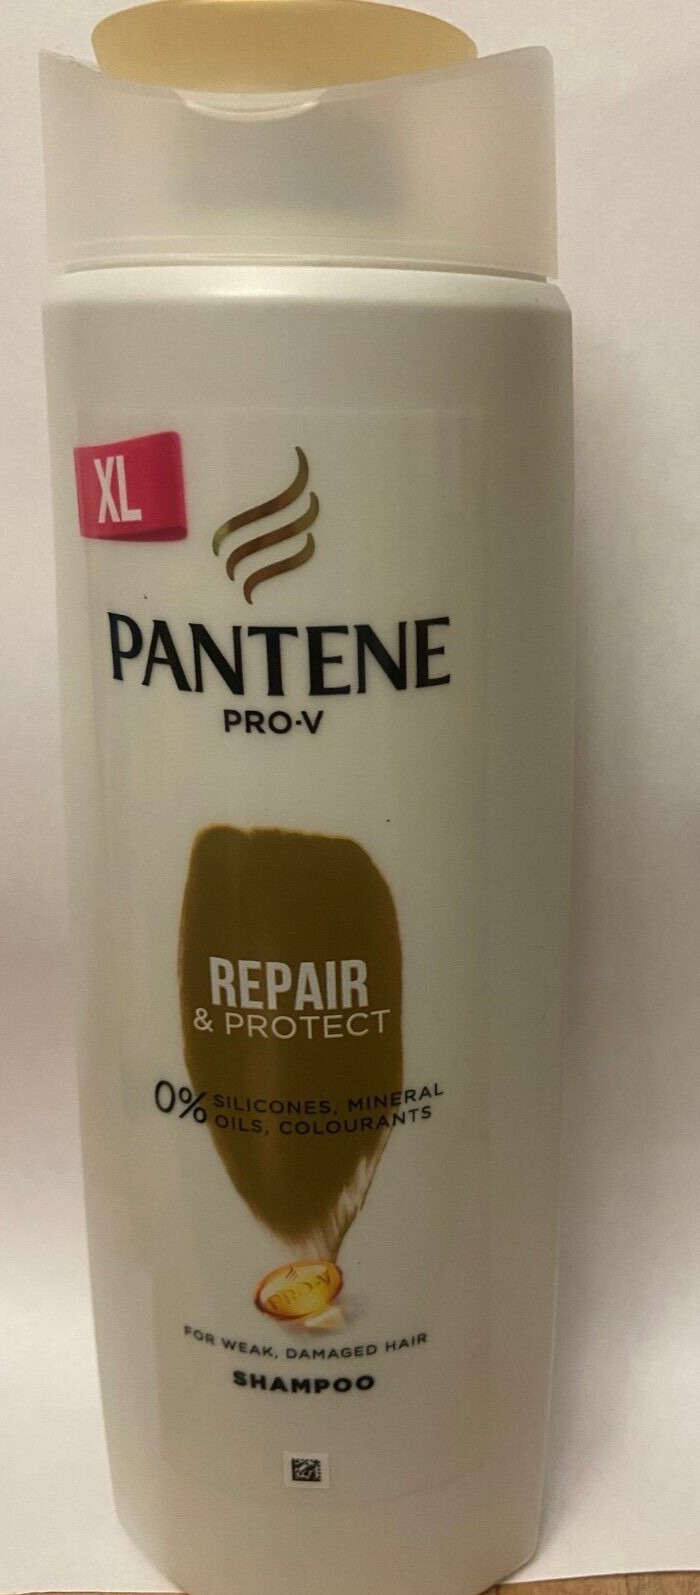 XL
PANTENE
PRO-V
REPAIR
& PROTECT
0% SILICONES, MINERAL
OILS, COLOURANTS
PRO-V
FOR WEAK, DAMAGED HAIR
SHAMPOO